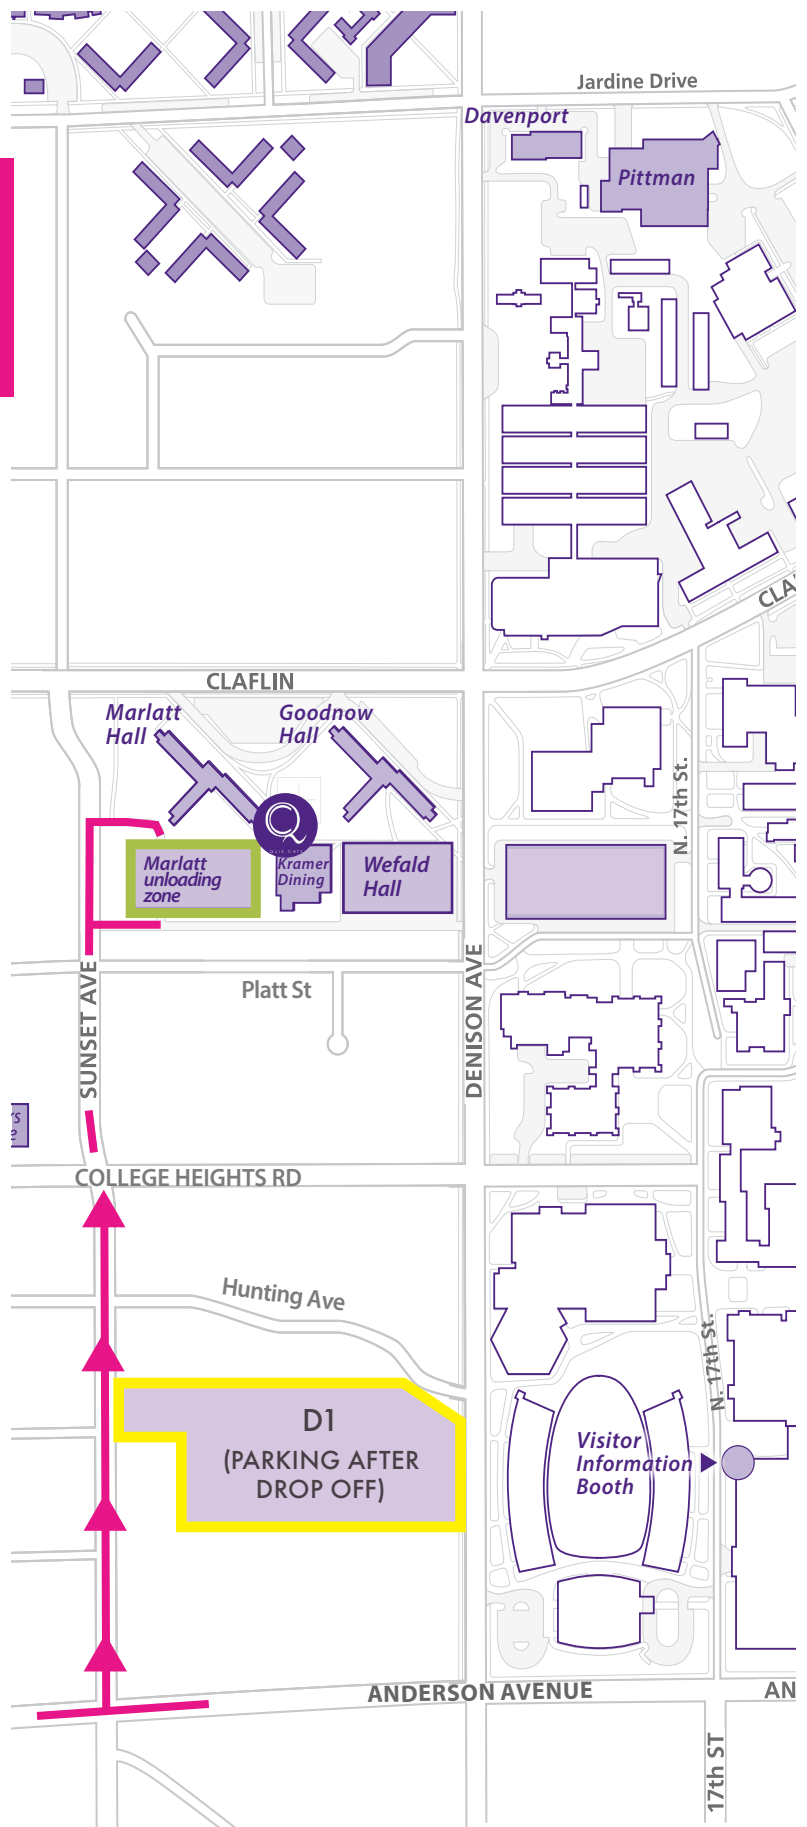 Jardine Drive
Davenport
Pittman
CLAFLIN
Marlatt
Hall
Goodnow
Hall
N. 17th St.
Q
Marlatt
unloading
zone
Kramer
Dining
Wefald
Hall
SUNSET AVE
DENISON AVE
Platt St
COLLEGE HEIGHTS RD
Hunting Ave
N. 17th St.
D1
(PARKING AFTER
DROP OFF)
Visitor
Information
Booth
ANDERSON AVENUE
AN
17th ST